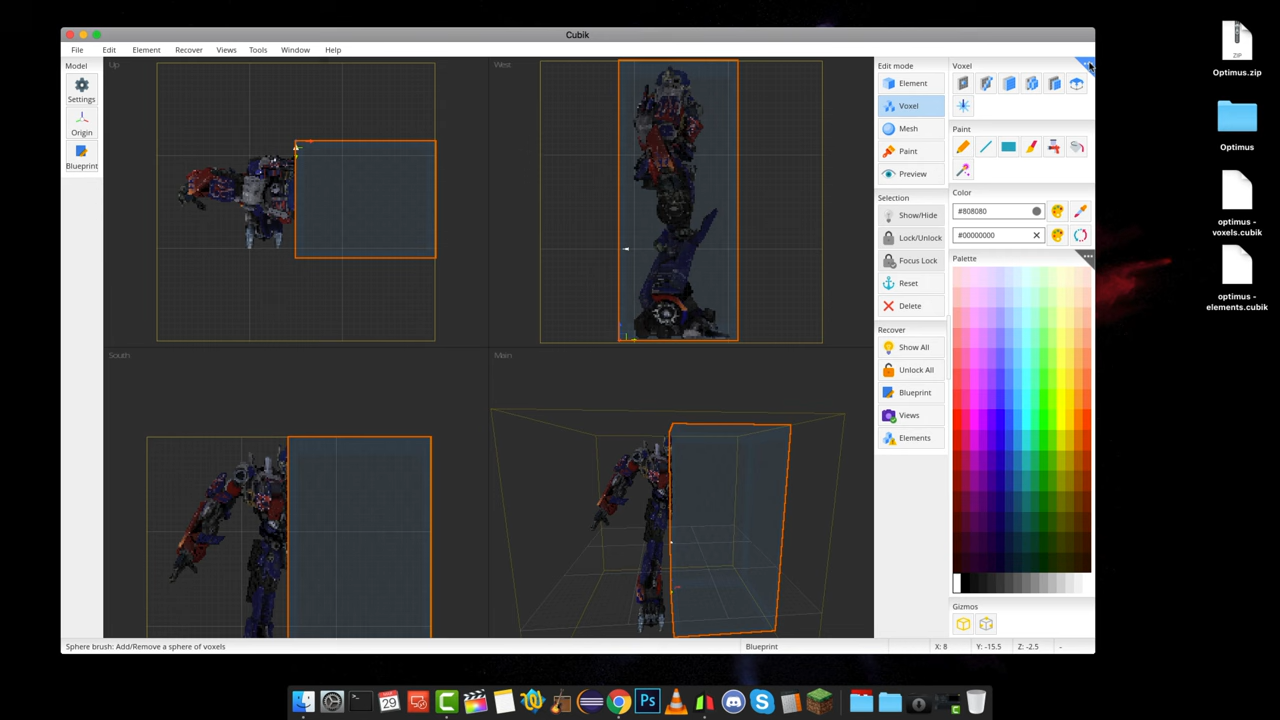 Cubik
File Edit Element Recover Views Tools Window Help
Model
Settings
Origin
Blueprint
Up
West
South
Main
Edit mode
Element
Voxel
Mesh
Paint
Preview
Selection
Show/Hide
Lock/Unlock
Focus Lock
Reset
Delete
Recover
Show All
Unlock All
Blueprint
Views
Elements
Voxel
Paint
Color
#808080
#00000000
Palette
Gizmos
Sphere brush: Add/Remove a sphere of voxels
Blueprint
X: 8
Y: -15.5
Z: -2.5
-
ZIP
Optimus.zip
Optimus
optimus -
voxels.cubik
optimus -
elements.cubik
29
Ps